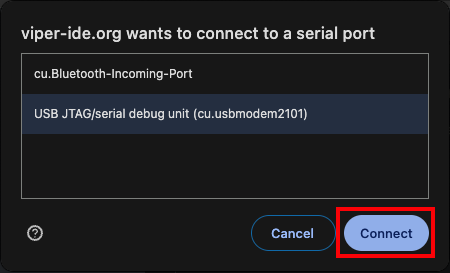 viper-ide.org wants to connect to a serial port
cu.Bluetooth-Incoming-Port
USB JTAG/serial debug unit (cu.usbmodem2101)
Cancel
Connect